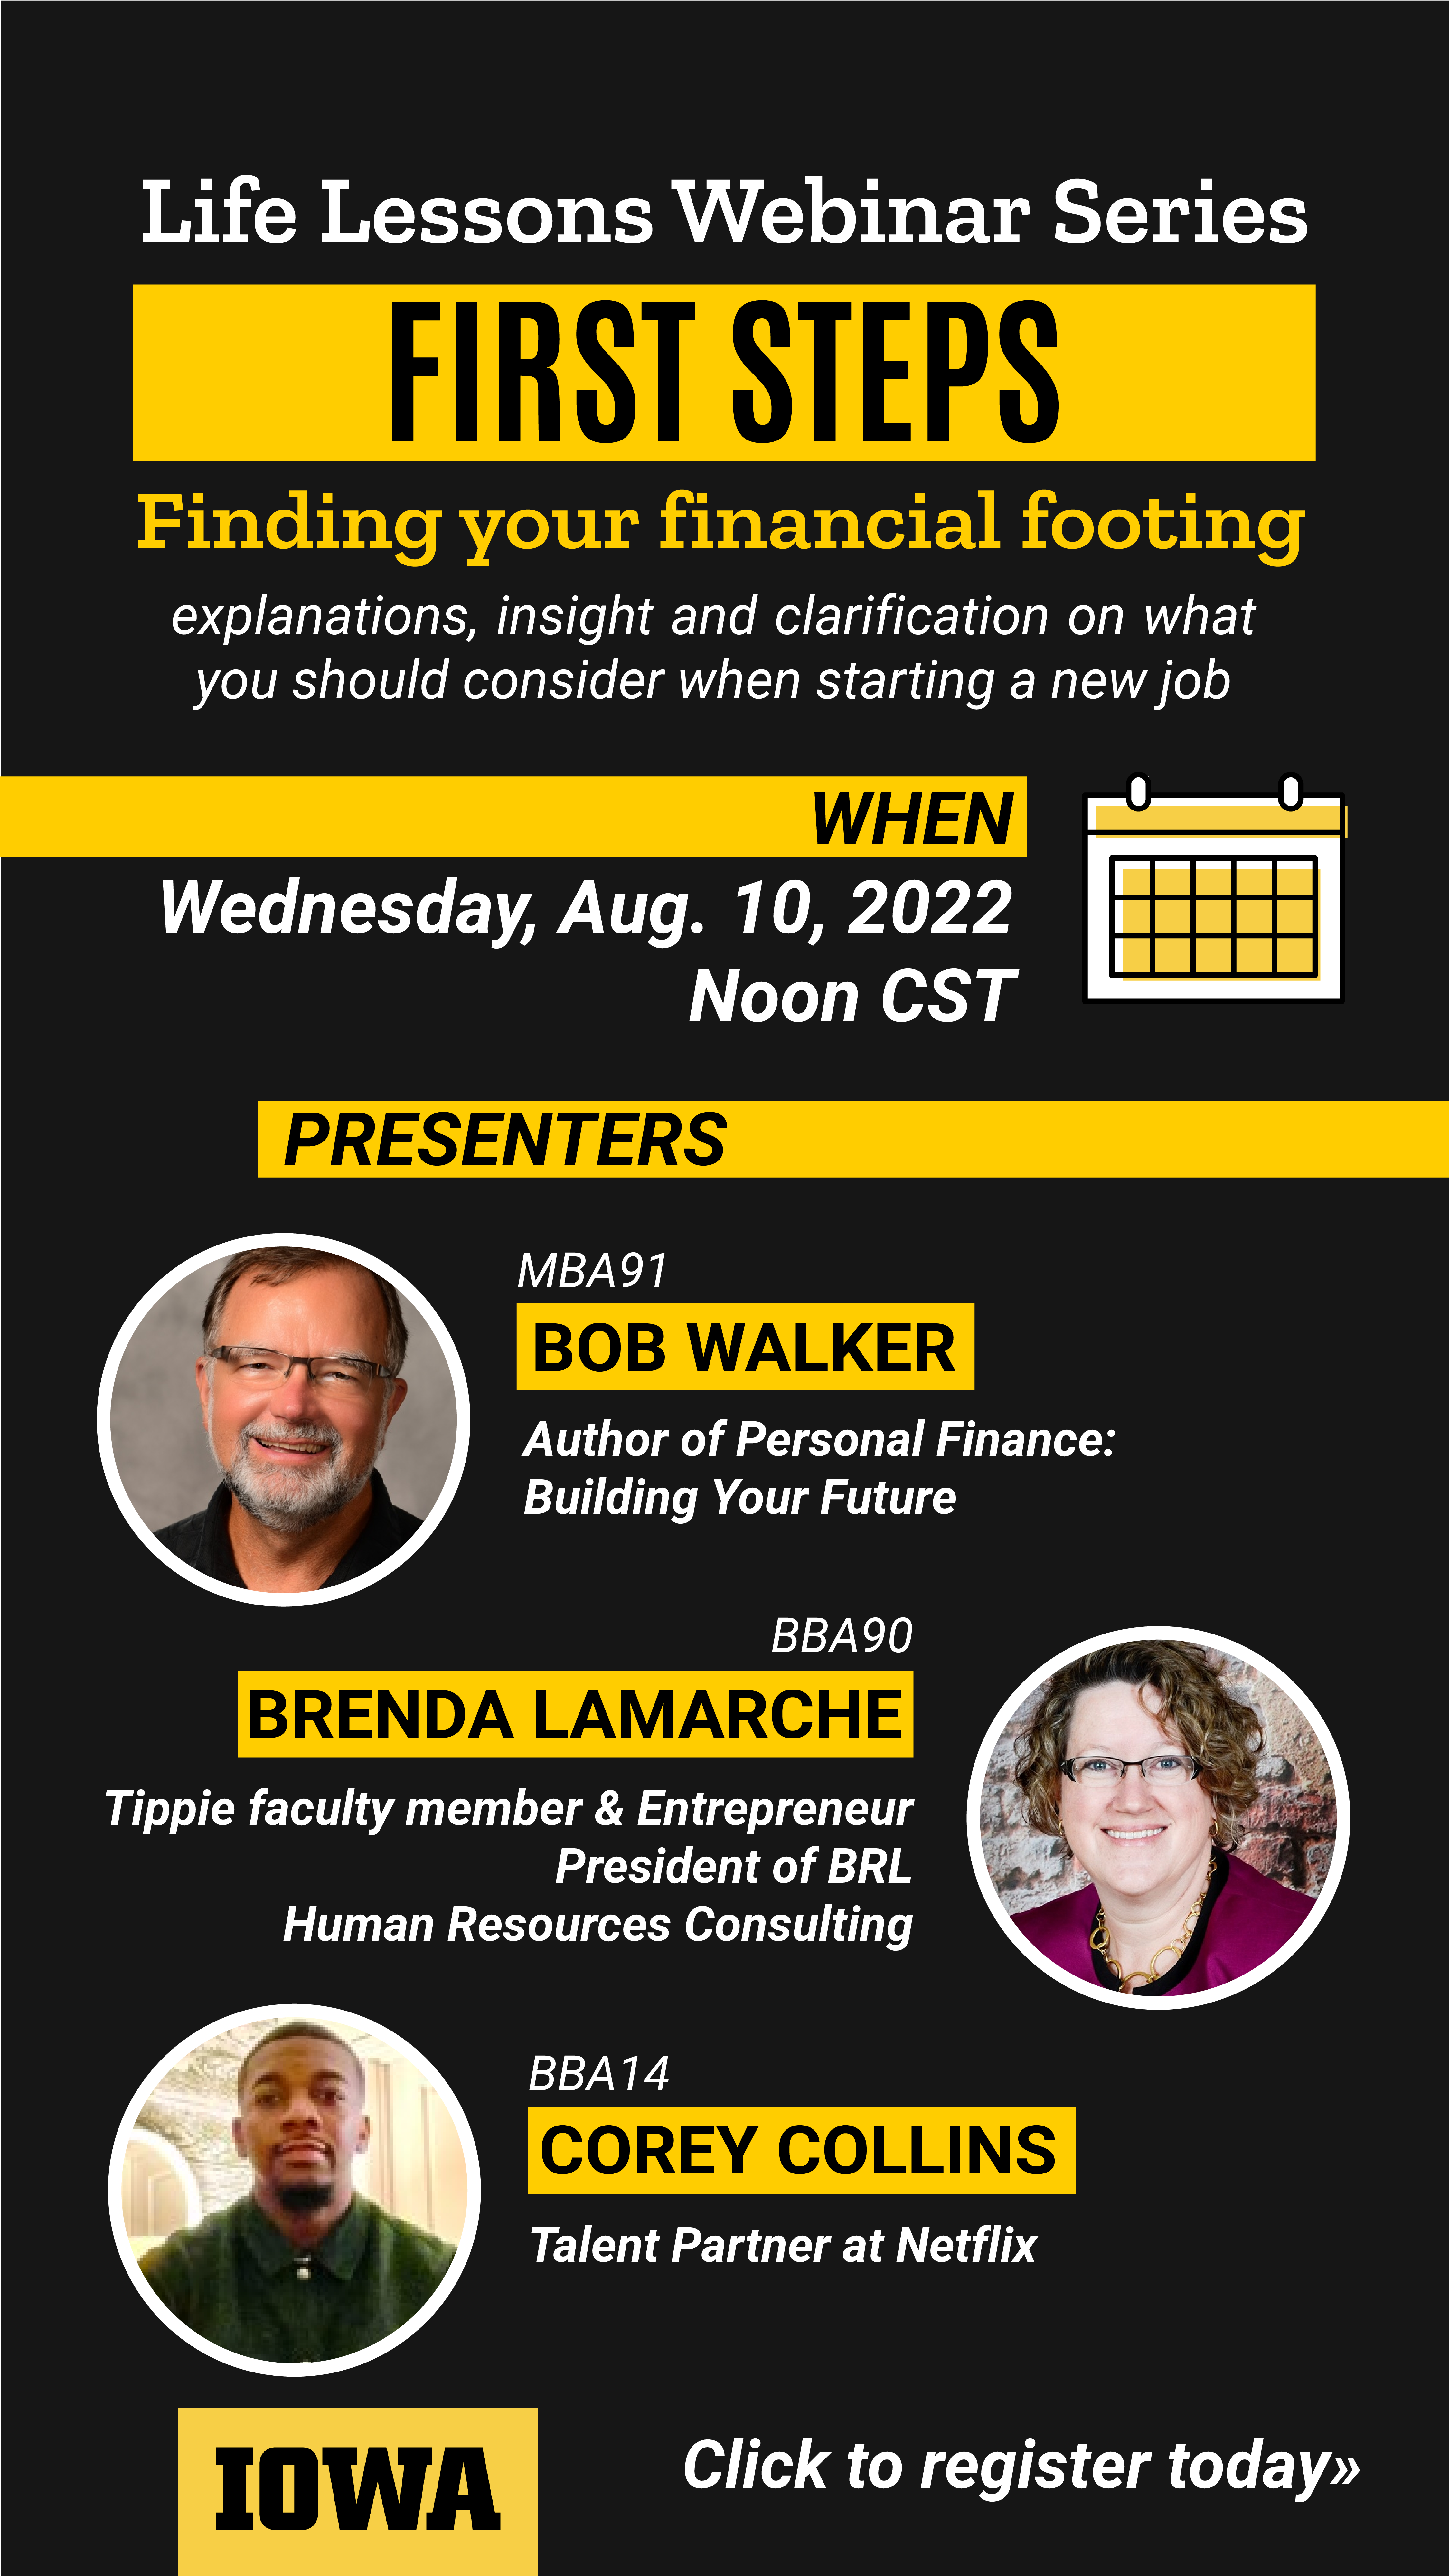 Life Lessons Webinar Series
FIRST STEPS
Finding your financial footing
explanations, insight and clarification on what
you should consider when starting a new job
WHEN
Wednesday, Aug. 10, 2022
Noon CST
PRESENTERS
MBA91
BOB WALKER
Author of Personal Finance:
Building Your Future
BBA90
BRENDA LAMARCHE
Tippie faculty member & Entrepreneur
President of BRL
Human Resources Consulting
BBA14
COREY COLLINS
Talent Partner at Netflix
IOWA
Click to register today»